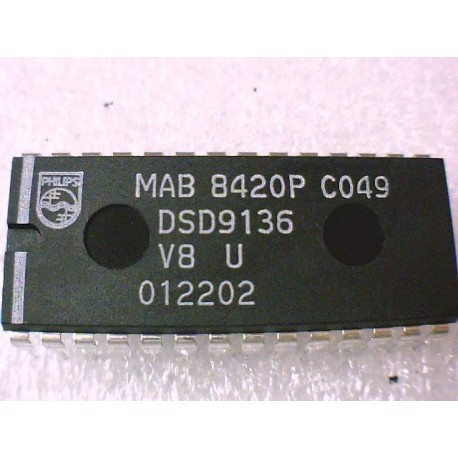 PHILIPS
MAB 8420P C049
DSD9136
V8 U
012202